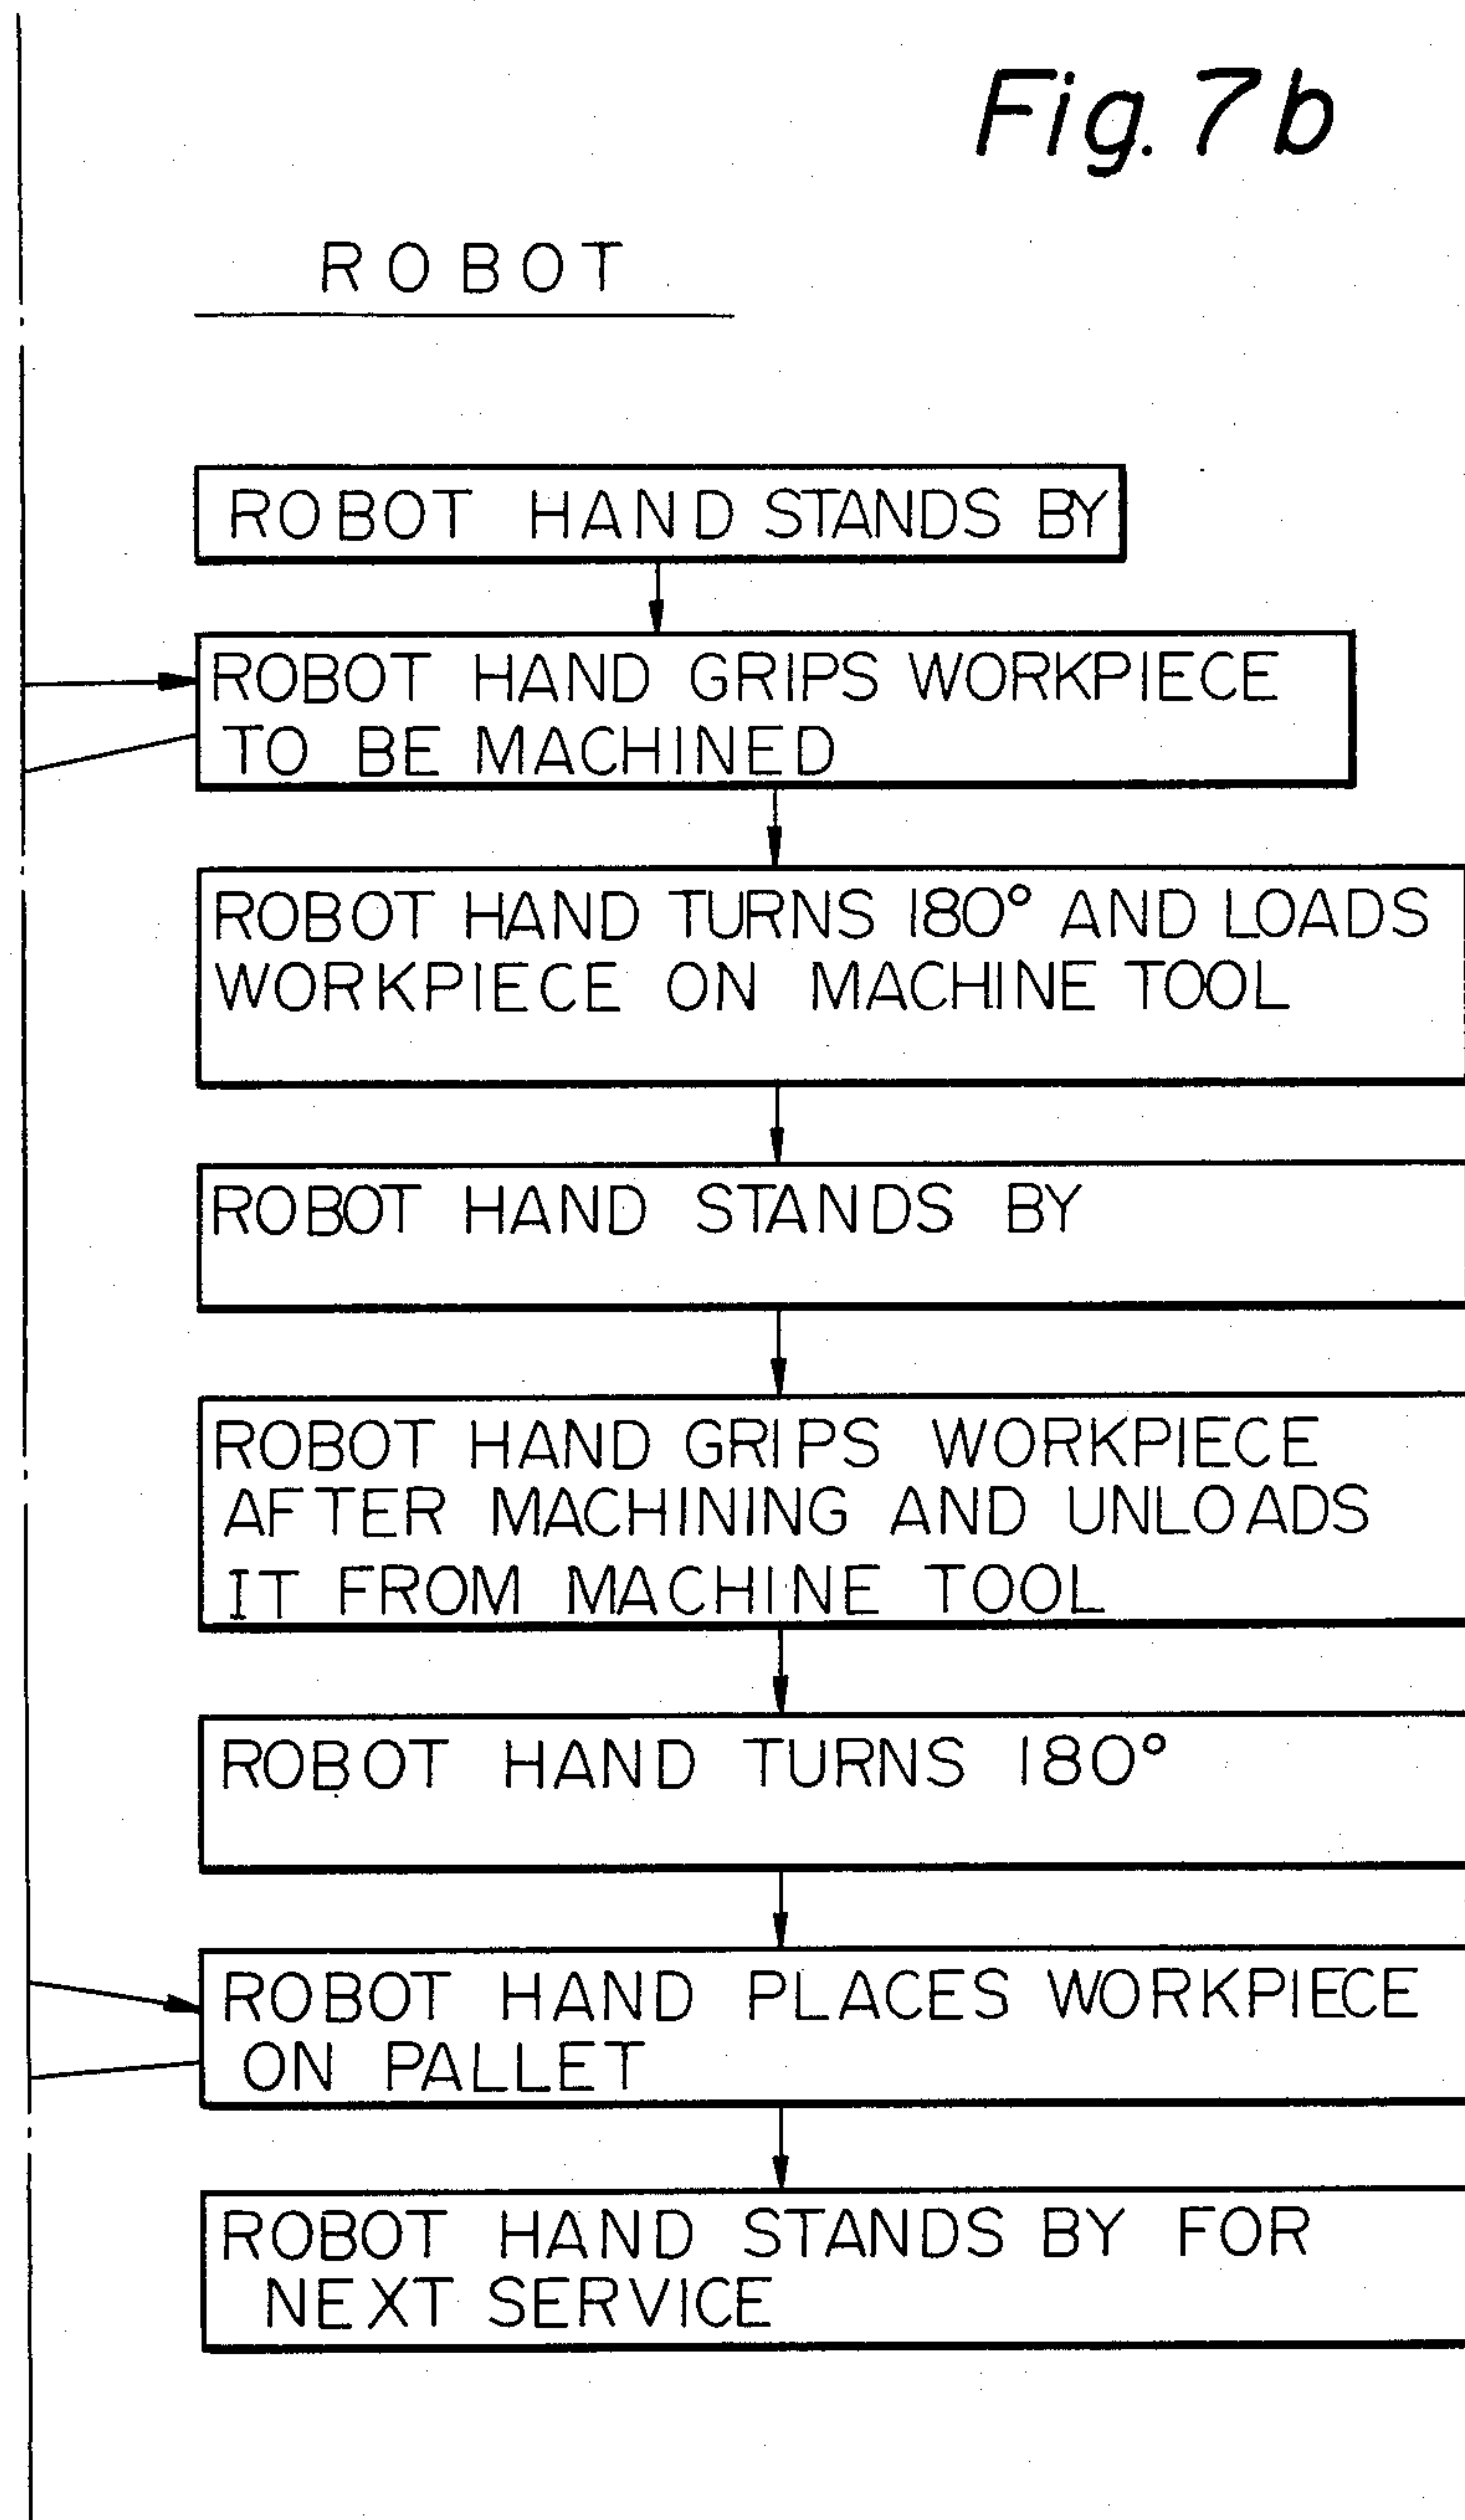 Fig. 7b
ROBOT
ROBOT HAND STANDS BY
ROBOT HAND GRIPS WORKPIECE
TO BE MACHINED
ROBOT HAND TURNS 180° AND LOADS
WORKPIECE ON MACHINE TOOL
ROBOT HAND STANDS BY
ROBOT HAND GRIPS WORKPIECE
AFTER MACHINING AND UNLOADS
IT FROM MACHINE TOOL
ROBOT HAND TURNS 180°
ROBOT HAND PLACES WORKPIECE
ON PALLET
ROBOT HAND STANDS BY FOR
NEXT SERVICE